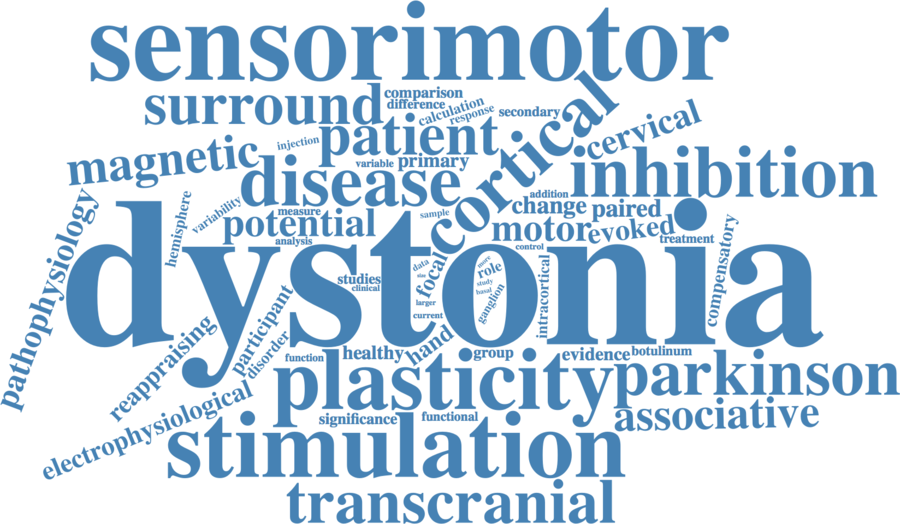 sensorimotor
surround
comparison
difference
calculation
response
secondary
cortical
cervical
injection
patient
magnetic
variable
primary
disease
inhibition
pathophysiology
hemisphere
variability
measure
potential
analysis
sample
addition
change
paired
motor
evoked
treatment
control
dystonia
compensatory
data
size
focal
larger
current
more
role
study
basal
ganglion
intracortical
studies
clinical
participant
reappraising
disorder
function
healthy
hand
group
evidence
botulinum
plasticity
parkinson
electrophysiological
significance
functional
associative
stimulation
transcranial